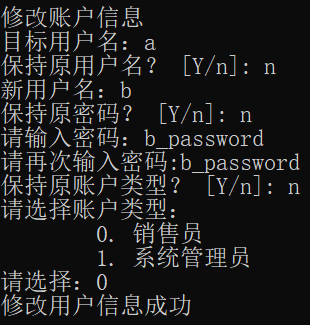 修改账户信息
目标用户名：a
保持原用户名？ [Y/n]: n
新用户名：b
保持原密码？ [Y/n]: n
请输入密码：b_password
请再次输入密码:b_password
保持原账户类型？ [Y/n]: n
请选择账户类型：
0. 销售员
1. 系统管理员
请选择：0
修改用户信息成功